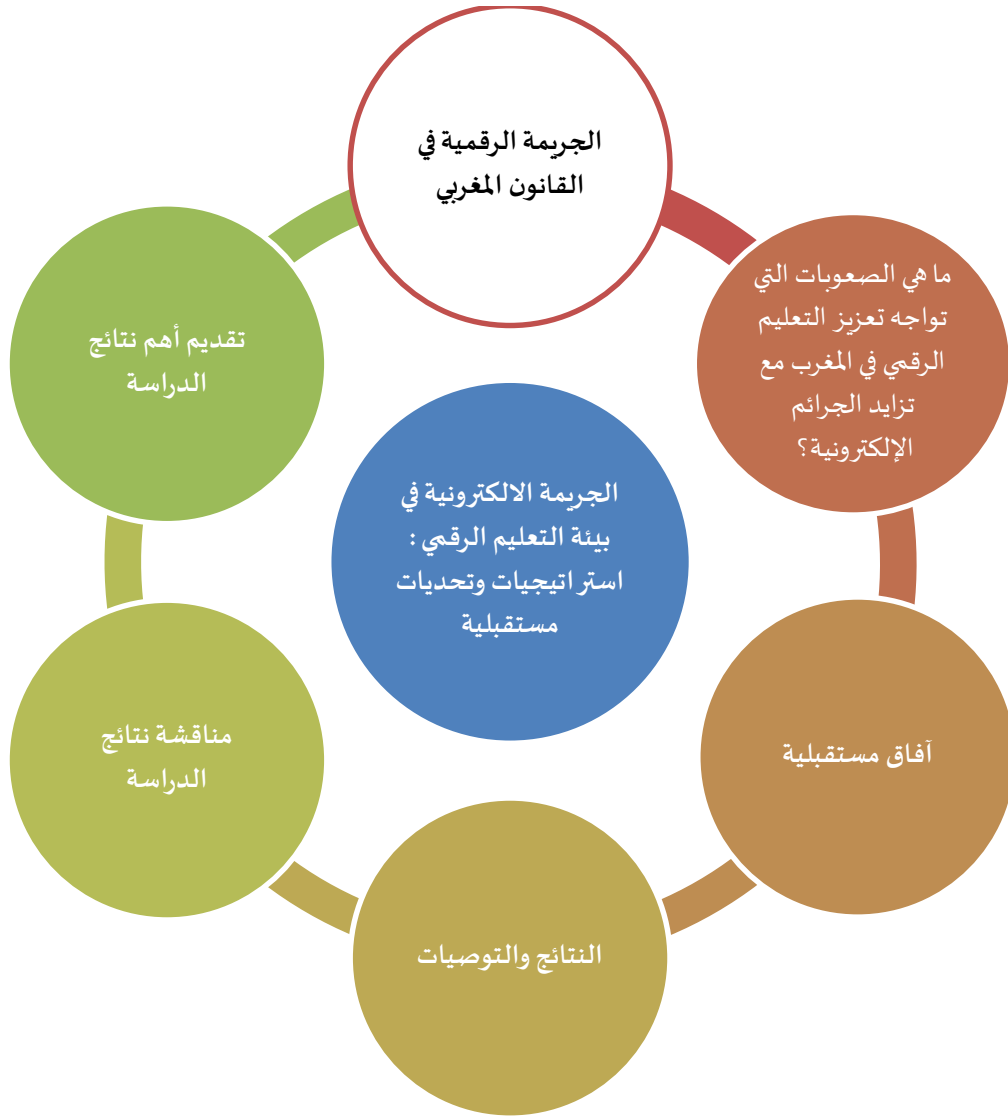 الجريمة الرقمية في
القانون المغربي
ما هي الصعوبات التي
تواجه تعزيز التعليم
الرقمي في المغرب مع
تزايد الجرائم
الإلكترونية؟
تقديم أهم نتائج
الدراسة
الجريمة الالكترونية في
بيئة التعليم الرقمي :
استراتيجيات وتحديات
مستقبلية
آفاق مستقبلية
مناقشة نتائج
الدراسة
النتائج والتوصيات